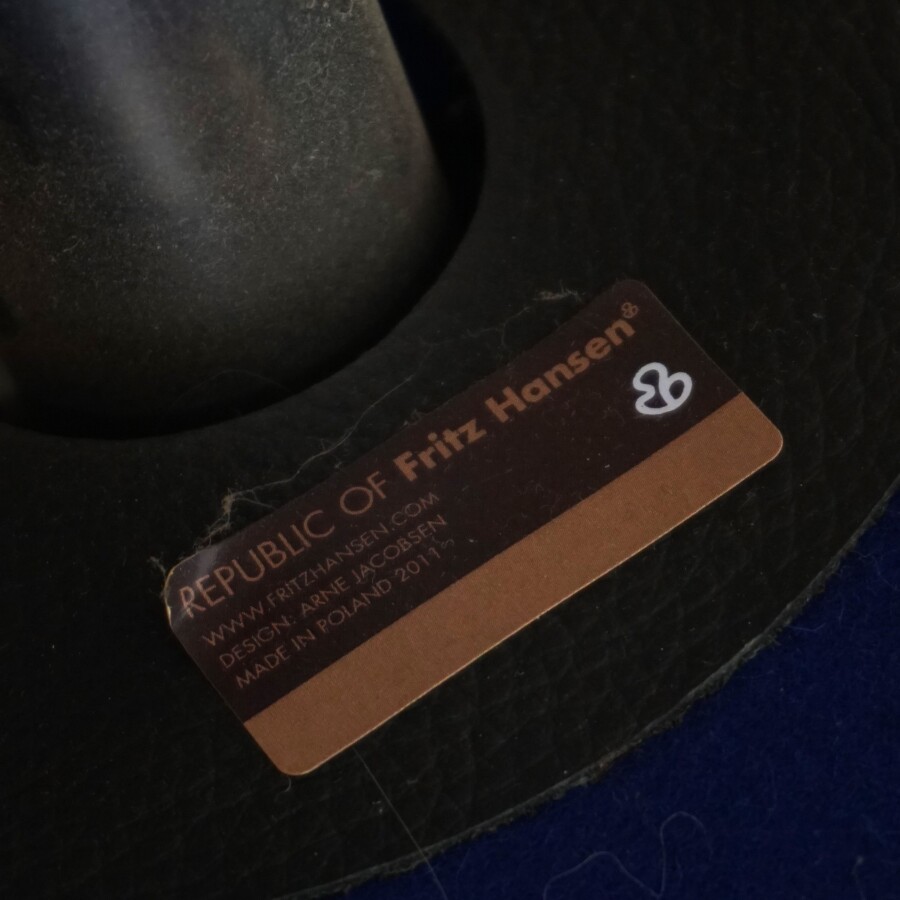 REPUBLIC OF Fritz Hansen
WWW.FRITZHANSEN.COM
DESIGN: ARNE JACOBSEN
MADE IN POLAND 2011